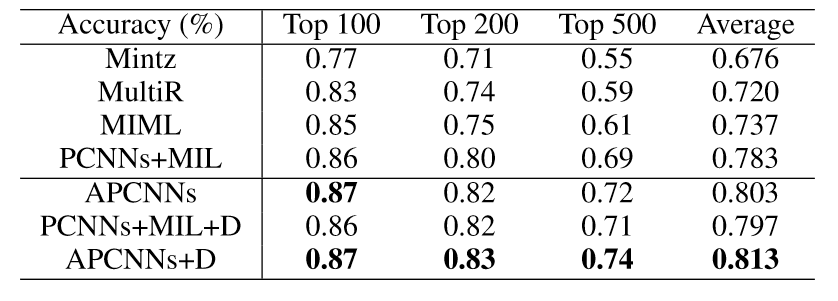 Accuracy (%) Top 100 Top 200 Top 500 Average
Mintz 0.77 0.71 0.55 0.676
MultiR 0.83 0.74 0.59 0.720
MIML 0.85 0.75 0.61 0.737
PCNNs+MIL 0.86 0.80 0.69 0.783
APCNNs 0.87 0.82 0.72 0.803
PCNNs+MIL+D 0.86 0.82 0.71 0.797
APCNNs+D 0.87 0.83 0.74 0.813